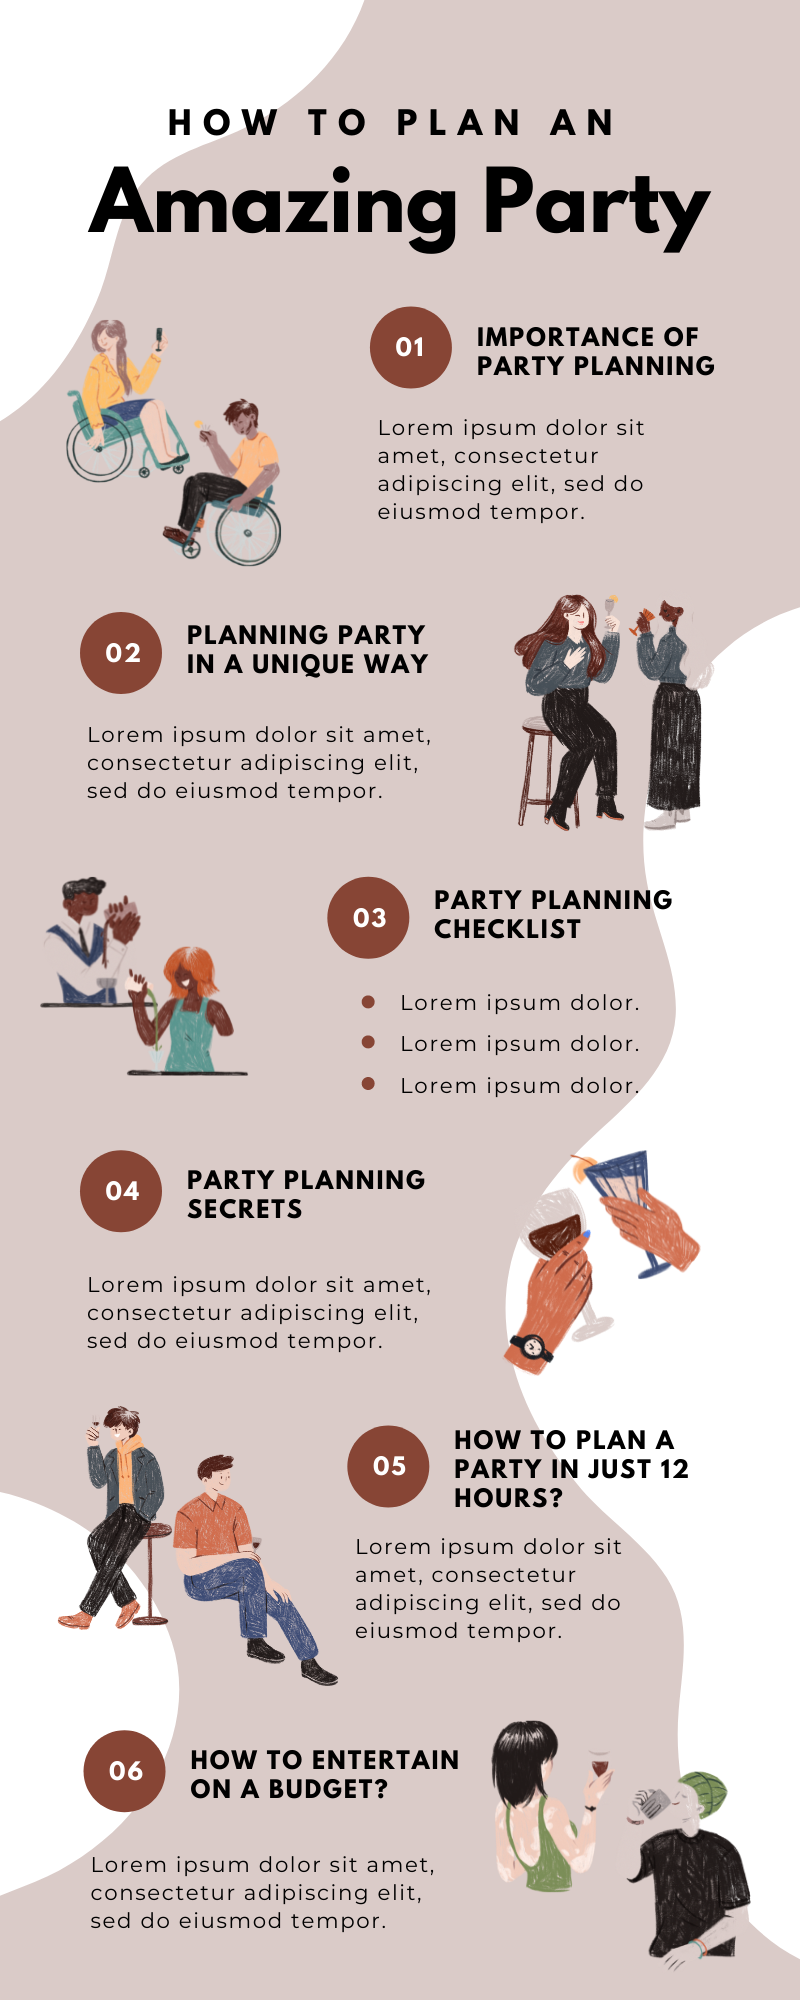 HOW TO PLAN AN
Amazing Party
01
IMPORTANCE OF
PARTY PLANNING
Lorem ipsum dolor sit
amet, consectetur
adipiscing elit, sed do
eiusmod tempor.
02
PLANNING PARTY
IN A UNIQUE WAY
Lorem ipsum dolor sit amet,
consectetur adipiscing elit,
sed do eiusmod tempor.
03
PARTY PLANNING
CHECKLIST
Lorem ipsum dolor.
Lorem ipsum dolor.
Lorem ipsum dolor.
04
PARTY PLANNING
SECRETS
Lorem ipsum dolor sit amet,
consectetur adipiscing elit,
sed do eiusmod tempor.
05
HOW TO PLAN A
PARTY IN JUST 12
HOURS?
Lorem ipsum dolor sit
amet, consectetur
adipiscing elit, sed do
eiusmod tempor.
06
HOW TO ENTERTAIN
ON A BUDGET?
Lorem ipsum dolor sit amet,
consectetur adipiscing elit,
sed do eiusmod tempor.